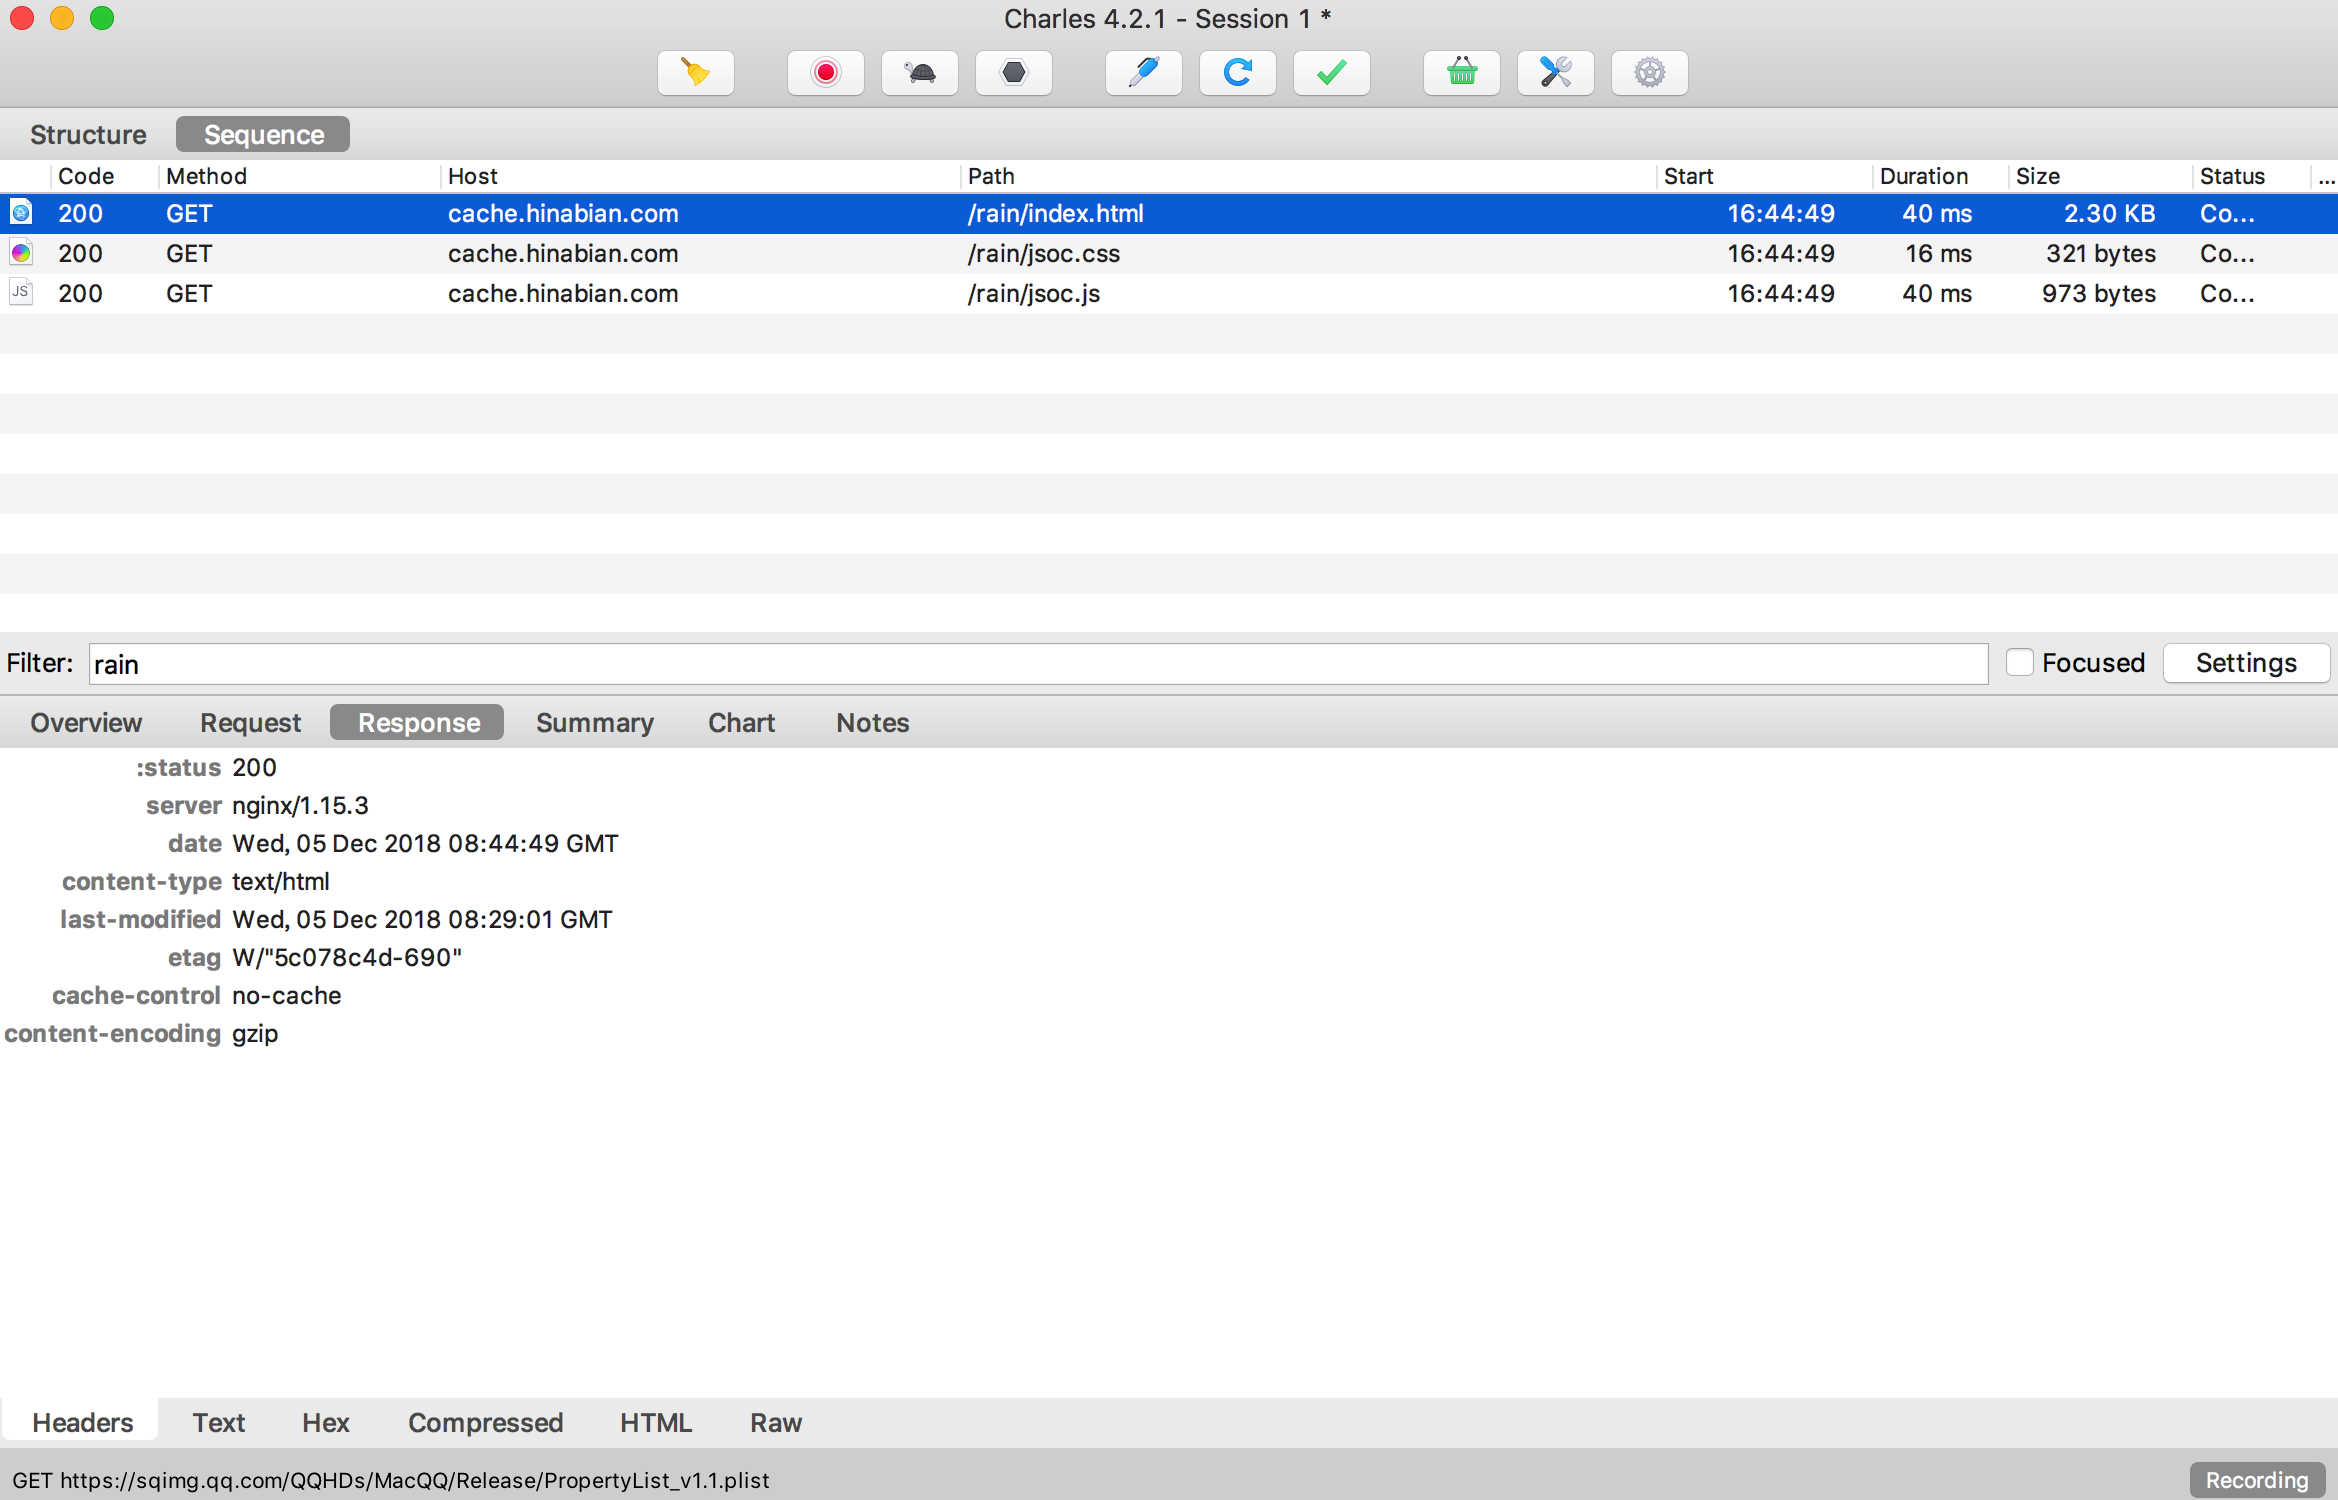 Charles 4.2.1 - Session 1 *
Structure Sequence
Code Method Host Path Start Duration Size Status ...
200 GET cache.hinabian.com /rain/index.html 16:44:49 40 ms 2.30 KB Co...
200 GET cache.hinabian.com /rain/jsoc.css 16:44:49 16 ms 321 bytes Co...
JS 200 GET cache.hinabian.com /rain/jsoc.js 16:44:49 40 ms 973 bytes Co...
Filter: rain Focused Settings
Overview Request Response Summary Chart Notes
:status 200
server nginx/1.15.3
date Wed, 05 Dec 2018 08:44:49 GMT
content-type text/html
last-modified Wed, 05 Dec 2018 08:29:01 GMT
etag W/"5c078c4d-690"
cache-control no-cache
content-encoding gzip
Headers Text Hex Compressed HTML Raw
GET https://sqimg.qq.com/QQHDs/MacQQ/Release/PropertyList_v1.1.plist Recording